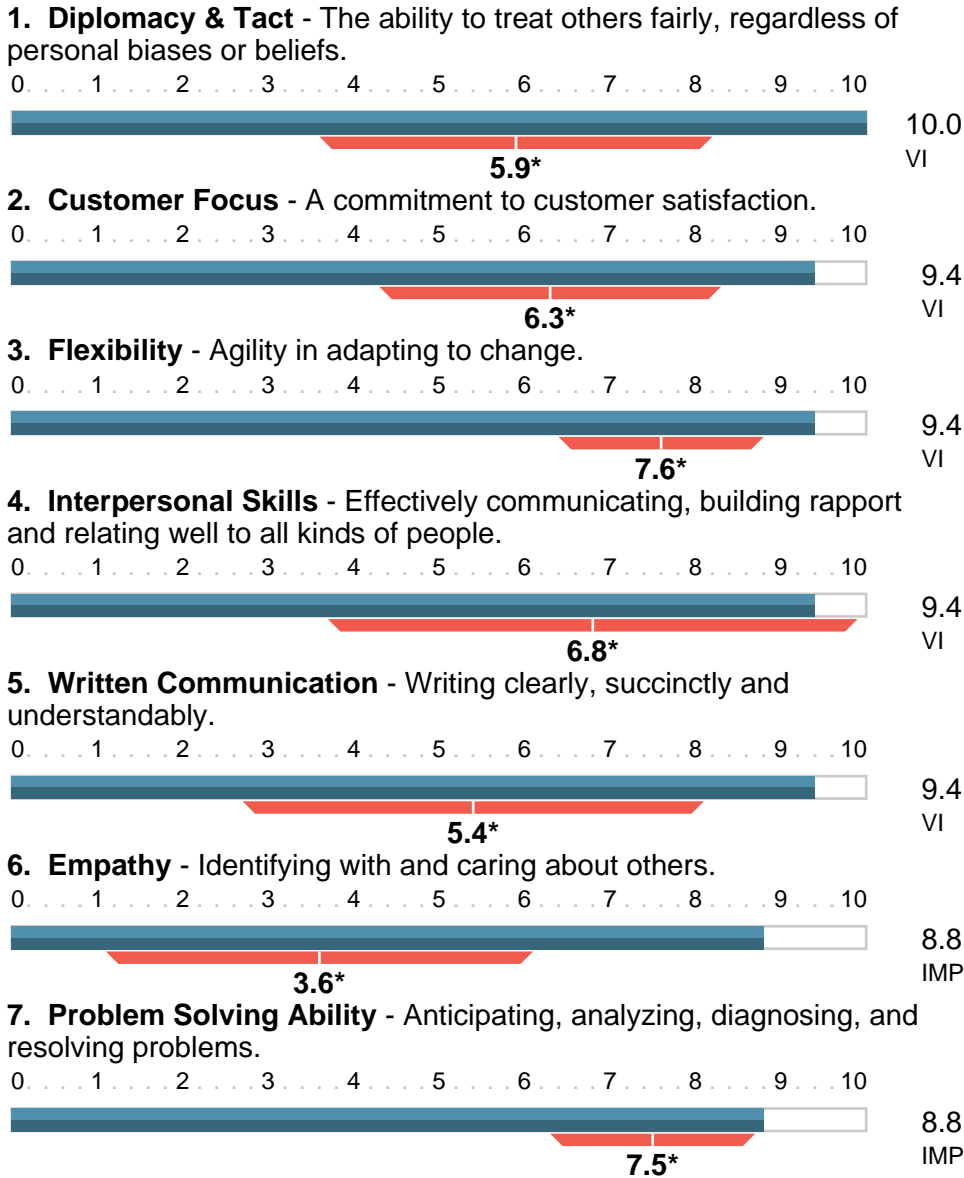 1. Diplomacy & Tact - The ability to treat others fairly, regardless of
personal biases or beliefs.
0. . . . 1 . . . . 2 . . . . 3 . . . . 4 . . . . 5 . . . . 6 . . . . 7 . . . . 8 . . . . 9 . . . 10
10.0
VI
5.9*
2. Customer Focus - A commitment to customer satisfaction.
0. . . . 1 . . . . 2 . . . . 3 . . . . 4 . . . . 5 . . . . 6 . . . . 7 . . . . 8 . . . . 9 . . . 10
9.4
VI
6.3*
3. Flexibility - Agility in adapting to change.
0. . . . 1 . . . . 2 . . . . 3 . . . . 4 . . . . 5 . . . . 6 . . . . 7 . . . . 8 . . . . 9 . . . 10
9.4
VI
7.6*
4. Interpersonal Skills - Effectively communicating, building rapport
and relating well to all kinds of people.
0. . . . 1 . . . . 2 . . . . 3 . . . . 4 . . . . 5 . . . . 6 . . . . 7 . . . . 8 . . . . 9 . . . 10
9.4
VI
6.8*
5. Written Communication - Writing clearly, succinctly and
understandably.
0. . . . 1 . . . . 2 . . . . 3 . . . . 4 . . . . 5 . . . . 6 . . . . 7 . . . . 8 . . . . 9 . . . 10
9.4
VI
5.4*
6. Empathy - Identifying with and caring about others.
0. . . . 1 . . . . 2 . . . . 3 . . . . 4 . . . . 5 . . . . 6 . . . . 7 . . . . 8 . . . . 9 . . . 10
8.8
IMP
3.6*
7. Problem Solving Ability - Anticipating, analyzing, diagnosing, and
resolving problems.
0. . . . 1 . . . . 2 . . . . 3 . . . . 4 . . . . 5 . . . . 6 . . . . 7 . . . . 8 . . . . 9 . . . 10
8.8
IMP
7.5*